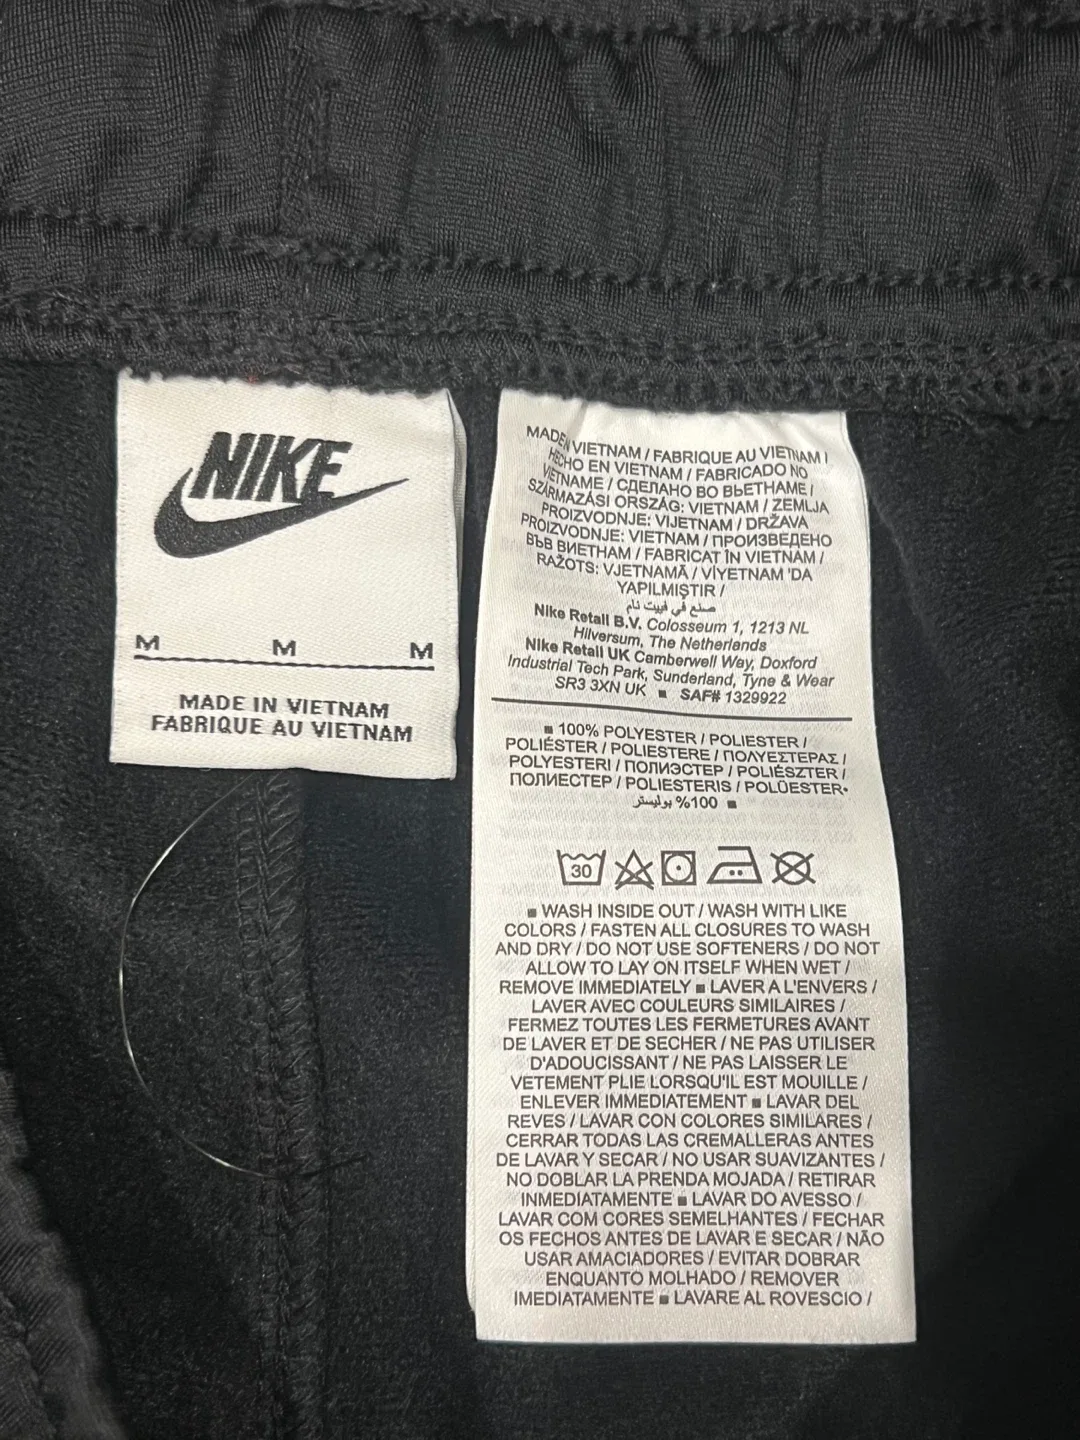 NIKE
M M M
MADE IN VIETNAM
FABRIQUE AU VIETNAM
MADE IN VIETNAM / FABRIQUE AU VIETNAM /
HECHO EN VIETNAM / FABRICADO NO
VIETNAME / СДЕЛАНО ВО ВЬЕТНАМЕ /
SZÁRMAZÁSI ORSZÁG: VIETNAM / ZEMLJA
PROIZVODNJE: VIJETNAM / DRŽAVA
PROIZVODNJE: VIETNAM / ПРОИЗВЕДЕНО
ВЪВ ВИЕТНАМ / FABRICAT ÎN VIETNAM /
RAŽOTS: VJETNAMĀ / VİYETNAM 'DA
YAPILMIŞTIR /
صنع في فييت نام
Nike Retail B.V. Colosseum 1, 1213 NL
Hilversum, The Netherlands
Nike Retail UK Camberwell Way, Doxford
Industrial Tech Park, Sunderland, Tyne & Wear
SR3 3XN UK ■ SAF# 1329922
■ 100% POLYESTER / POLIESTER /
POLIÉSTER / POLIESTERE / ΠΟΛΥΕΣΤΕΡΑΣ /
POLYESTERI / ПОЛИЭСТЕР / POLIÉSZTER /
ПОЛИЕСТЕР / POLIESTERIS / POLÜESTER•
100% بوليستر ■
30
■ WASH INSIDE OUT / WASH WITH LIKE
COLORS / FASTEN ALL CLOSURES TO WASH
AND DRY / DO NOT USE SOFTENERS / DO NOT
ALLOW TO LAY ON ITSELF WHEN WET /
REMOVE IMMEDIATELY ■ LAVER A L'ENVERS /
LAVER AVEC COULEURS SIMILAIRES /
FERMEZ TOUTES LES FERMETURES AVANT
DE LAVER ET DE SECHER / NE PAS UTILISER
D'ADOUCISSANT / NE PAS LAISSER LE
VETEMENT PLIE LORSQU'IL EST MOUILLE /
ENLEVER IMMEDIATEMENT ■ LAVAR DEL
REVES / LAVAR CON COLORES SIMILARES /
CERRAR TODAS LAS CREMALLERAS ANTES
DE LAVAR Y SECAR / NO USAR SUAVIZANTES /
NO DOBLAR LA PRENDA MOJADA / RETIRAR
INMEDIATAMENTE ■ LAVAR DO AVESSO /
LAVAR COM CORES SEMELHANTES / FECHAR
OS FECHOS ANTES DE LAVAR E SECAR / NÃO
USAR AMACIADORES / EVITAR DOBRAR
ENQUANTO MOLHADO / REMOVER
IMEDIATAMENTE ■ LAVARE AL ROVESCIO /